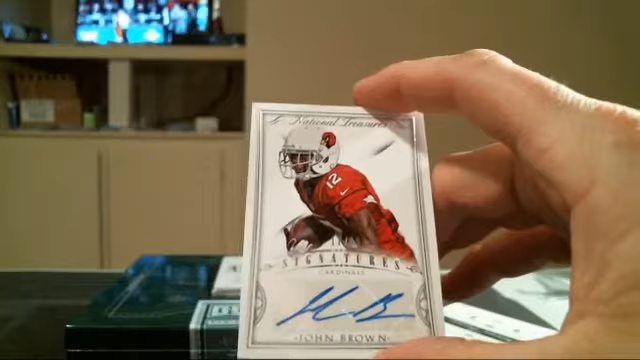 National Treasures
12
SIGNATURES
CARDINALS
JOHN BROWN